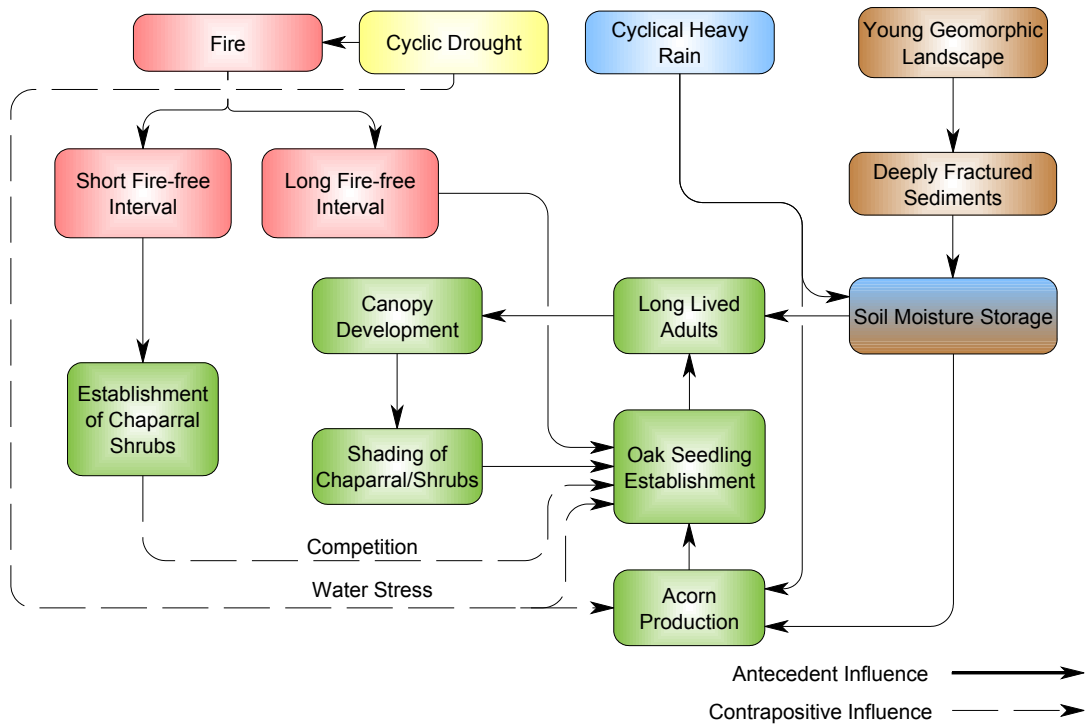 Fire
Cyclic Drought
Cyclical Heavy
Rain
Young Geomorphic
Landscape
Short Fire-free
Interval
Long Fire-free
Interval
Deeply Fractured
Sediments
Canopy
Development
Long Lived
Adults
Soil Moisture Storage
Establishment
of Chaparral
Shrubs
Shading of
Chaparral/Shrubs
Oak Seedling
Establishment
Competition
Water Stress
Acorn
Production
Antecedent Influence
Contrapositive Influence